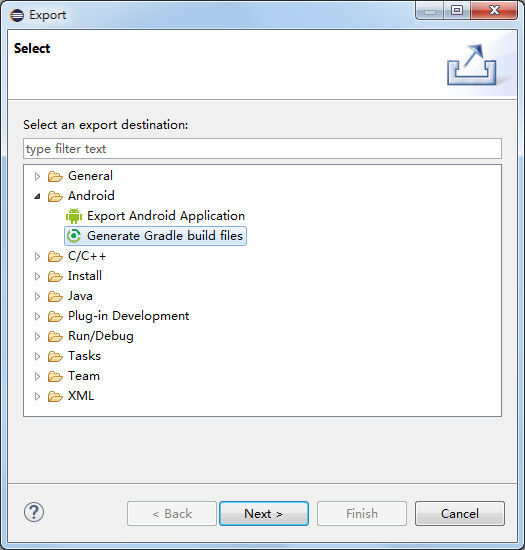 Export
Select
Select an export destination:
type filter text
General
Android
Export Android Application
Generate Gradle build files
C/C++
Install
Java
Plug-in Development
Run/Debug
Tasks
Team
XML
?
< Back
Next >
Finish
Cancel